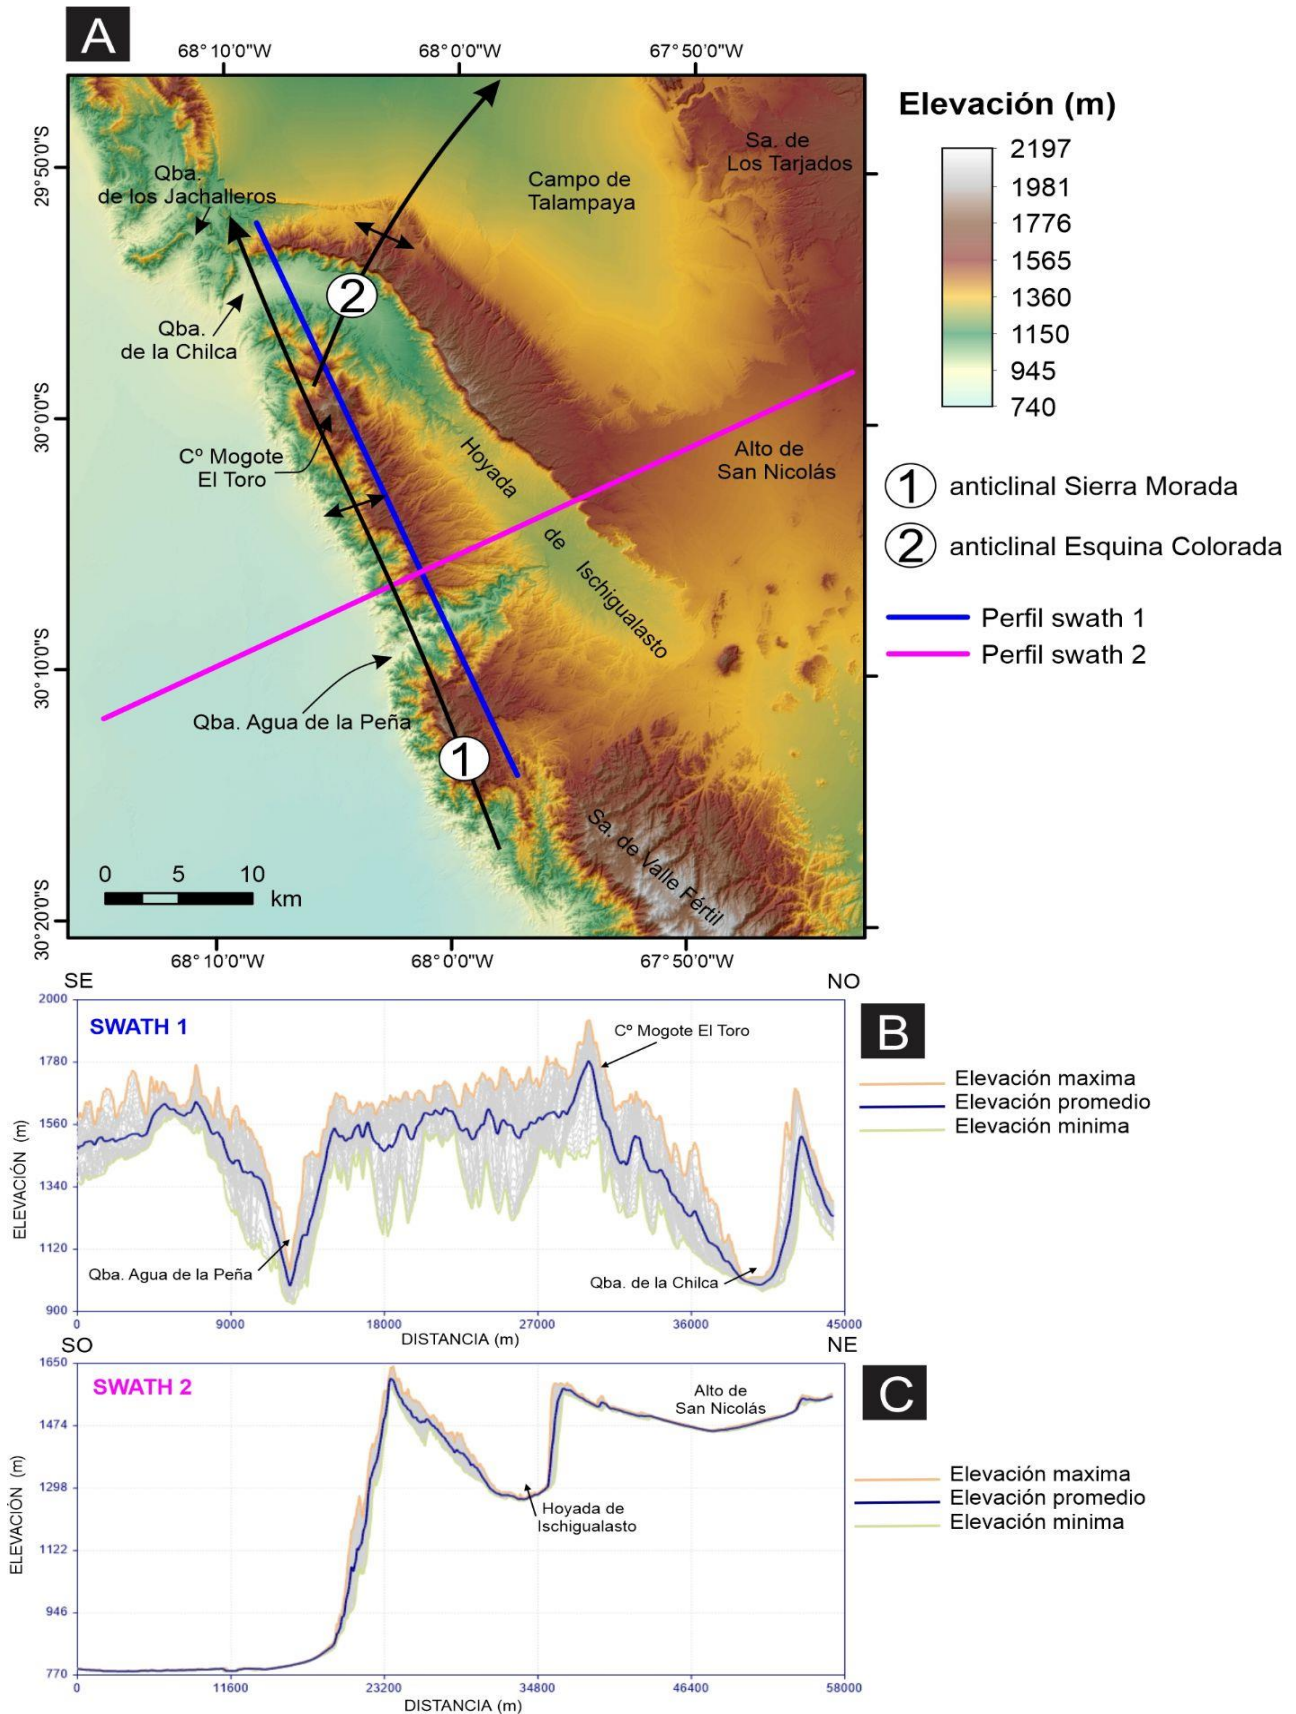 A
68°10'0"W
68°0'0"W
67°50'0"W
29°50'0"S
30°0'0"S
30°10'0"S
30°20'0"S
Qba.
de los Jachalleros
Campo de
Talampaya
Sa. de
Los Tarjados
2
Qba.
de la Chilca
Cº Mogote
El Toro
Hoyada
de
Ischigualasto
Alto de
San Nicolás
Qba. Agua de la Peña
1
Sa. de Valle Fértil
0 5 10
km
68°10'0"W
68°0'0"W
67°50'0"W
Elevación (m)
2197
1981
1776
1565
1360
1150
945
740
1 anticlinal Sierra Morada
2 anticlinal Esquina Colorada
Perfil swath 1
Perfil swath 2
SE
NO
B
SWATH 1
2000
1780
1560
1340
1120
900
ELEVACIÓN (m)
Cº Mogote El Toro
Qba. Agua de la Peña
Qba. de la Chilca
0 9000 18000 27000 36000 45000
DISTANCIA (m)
Elevación maxima
Elevación promedio
Elevación minima
SO
NE
C
SWATH 2
1650
1474
1298
1122
946
770
ELEVACIÓN (m)
Alto de
San Nicolás
Hoyada de
Ischigualasto
0 11600 23200 34800 46400 58000
DISTANCIA (m)
Elevación maxima
Elevación promedio
Elevación minima